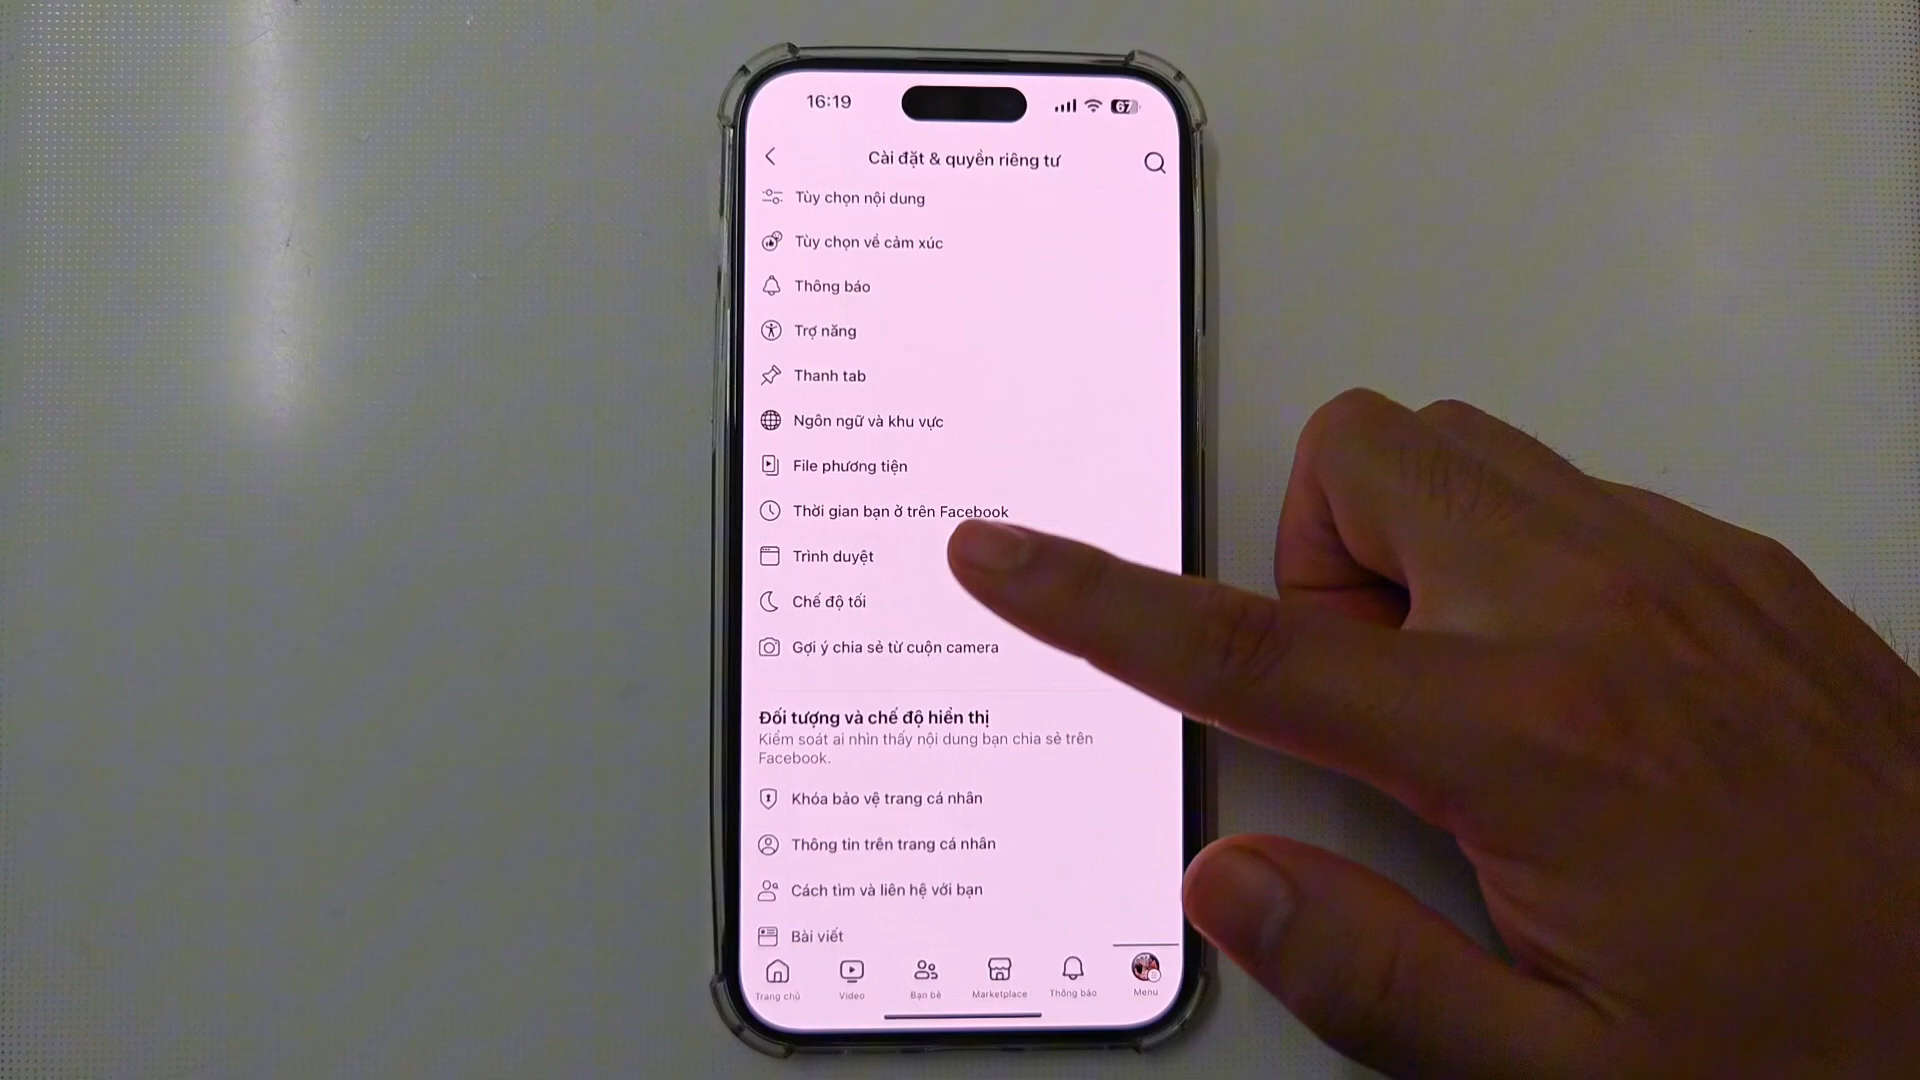 16:19
67
Cài đặt & quyền riêng tư
Tùy chọn nội dung
Tùy chọn về cảm xúc
Thông báo
Trợ năng
Thanh tab
Ngôn ngữ và khu vực
File phương tiện
Thời gian bạn ở trên Facebook
Trình duyệt
Chế độ tối
Gợi ý chia sẻ từ cuộn camera
Đối tượng và chế độ hiển thị
Kiểm soát ai nhìn thấy nội dung bạn chia sẻ trên
Facebook.
Khóa bảo vệ trang cá nhân
Thông tin trên trang cá nhân
Cách tìm và liên hệ với bạn
Bài viết
Trang chủ
Video
Bạn bè
Marketplace
Thông báo
Menu